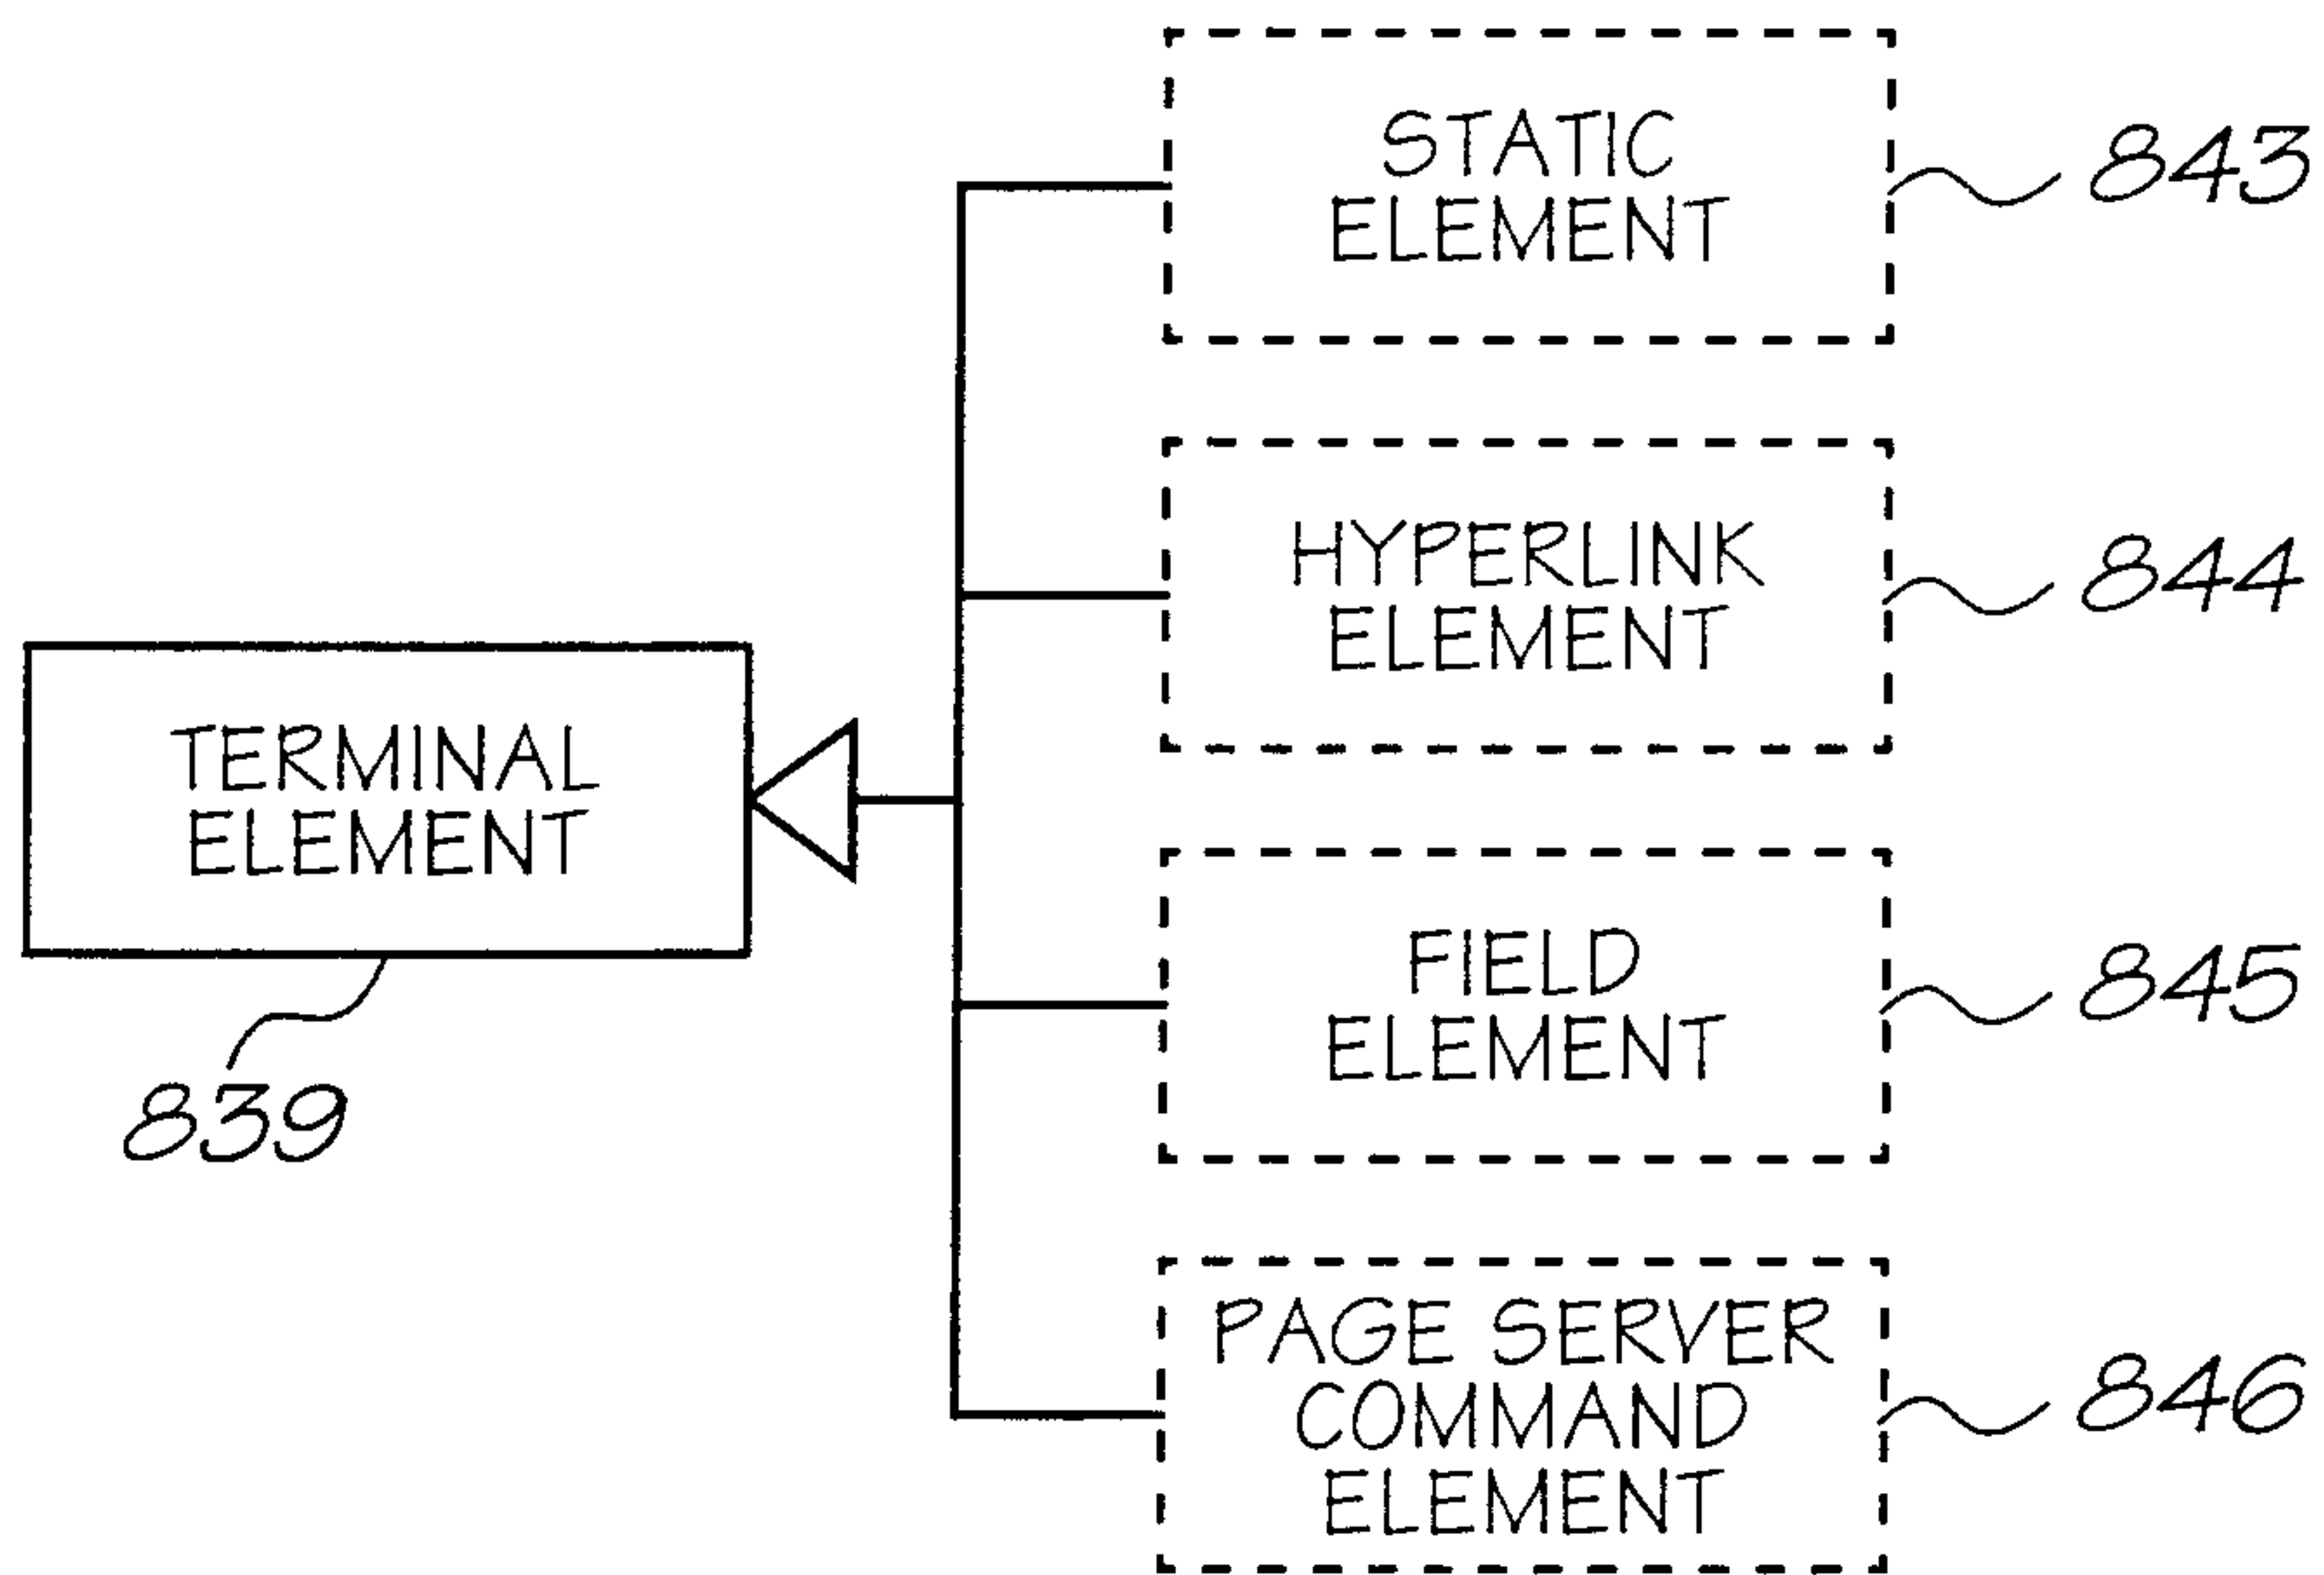 STATIC
ELEMENT
843
HYPERLINK
ELEMENT
844
TERMINAL
ELEMENT
839
FIELD
ELEMENT
845
PAGE SERVER
COMMAND
ELEMENT
846